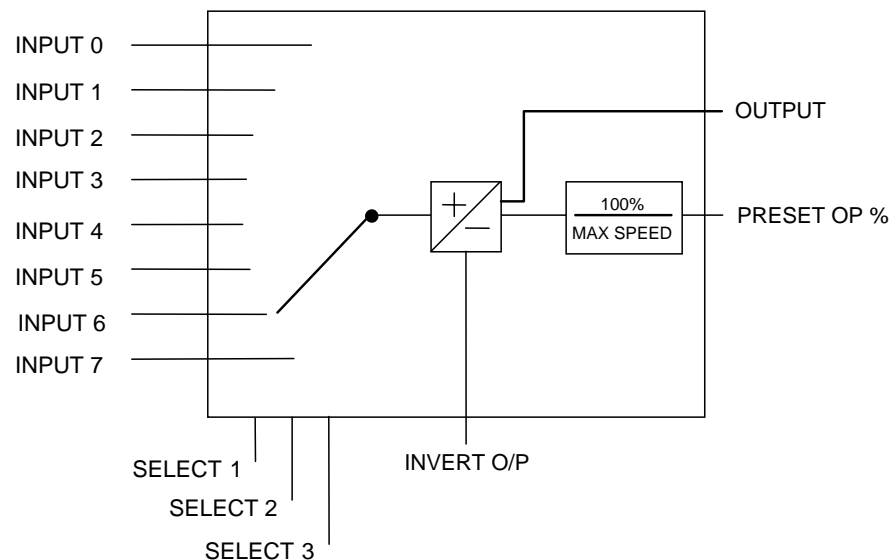 INPUT 0
INPUT 1
INPUT 2
INPUT 3
INPUT 4
INPUT 5
INPUT 6
INPUT 7
OUTPUT
+
—
100%
MAX SPEED
PRESET OP %
SELECT 1
SELECT 2
SELECT 3
INVERT O/P